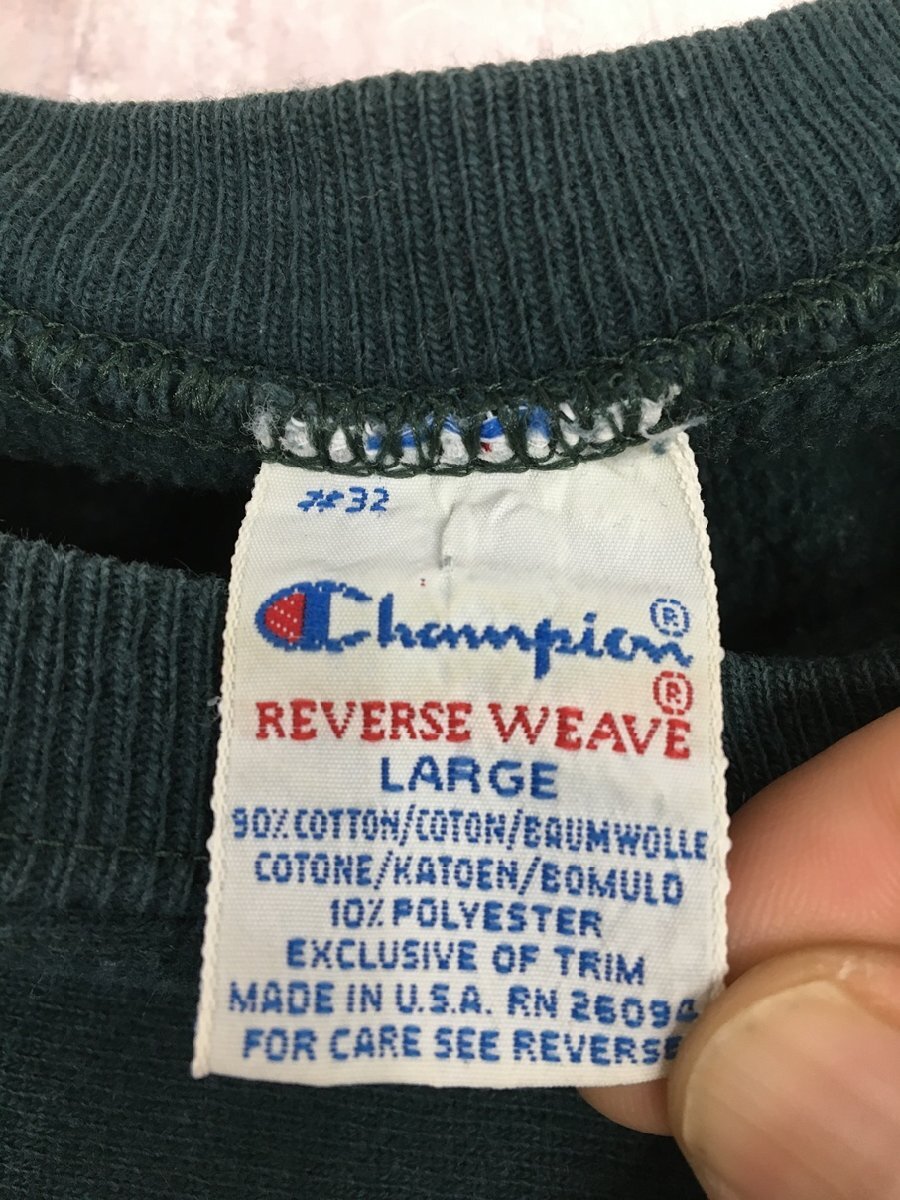 #32
Champion®
REVERSE WEAVE®
LARGE
90% COTTON/COTON/BAUMWOLLE
COTONE/KATOEN/BOMULD
10% POLYESTER
EXCLUSIVE OF TRIM
MADE IN U.S.A. RN 26094
FOR CARE SEE REVERSE